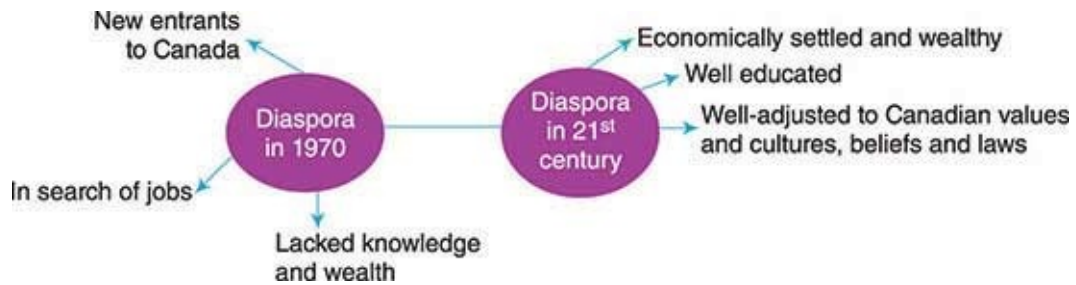 New entrants
to Canada
Diaspora
in 1970
In search of jobs
Lacked knowledge
and wealth
Diaspora
in 21st
century
Economically settled and wealthy
Well educated
Well-adjusted to Canadian values
and cultures, beliefs and laws